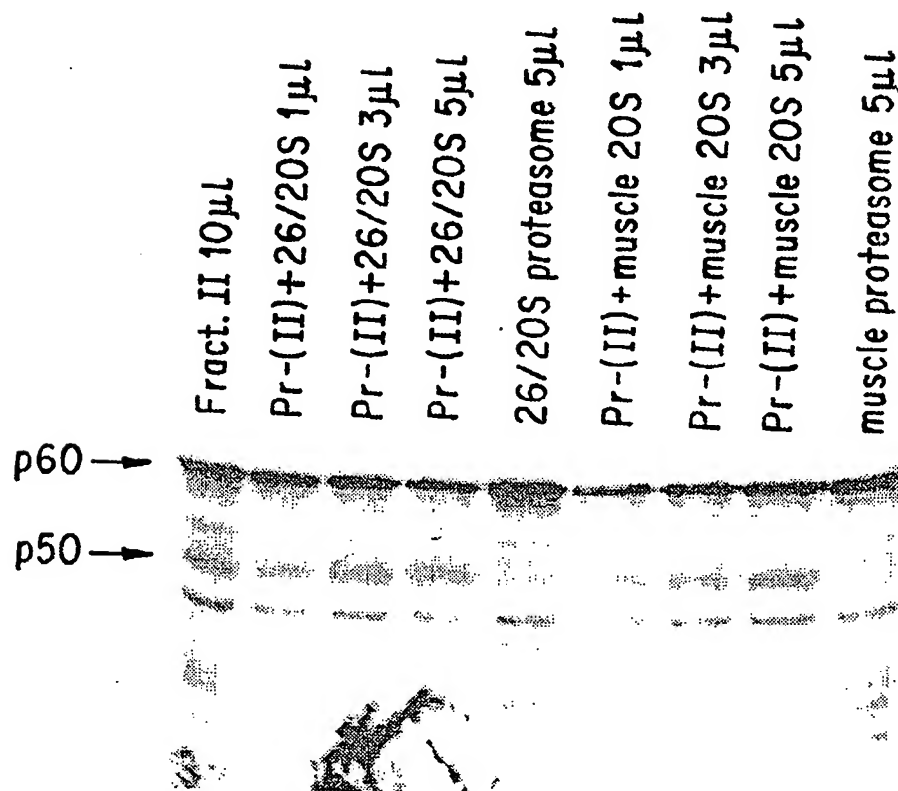 Fract. II 10μl
Pr-(II)+26/20S 1μl
Pr-(II)+26/20S 3μl
Pr-(II)+26/20S 5μl
26/20S proteasome 5μl
Pr-(II)+muscle 20S 1μl
Pr-(II)+muscle 20S 3μl
Pr-(II)+muscle 20S 5μl
muscle proteasome 5μl
p60
p50